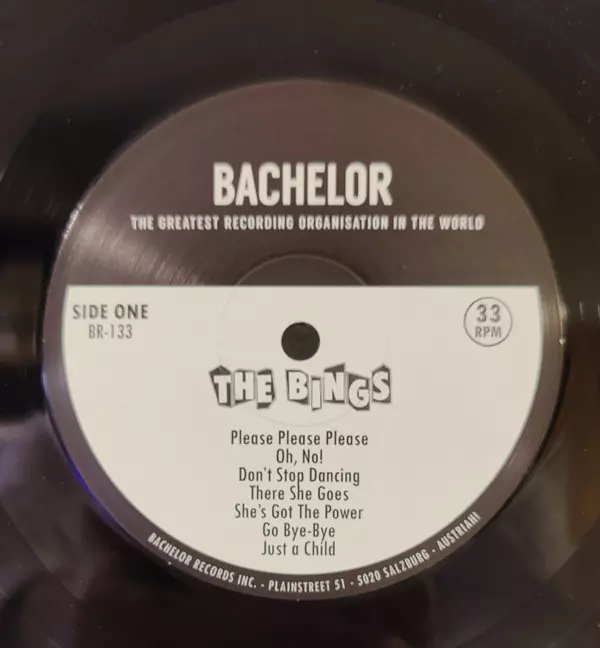 BACHELOR
THE GREATEST RECORDING ORGANISATION IN THE WORLD
SIDE ONE
BR-133
33
RPM
THE BINGS
Please Please Please
Oh, No!
Don't Stop Dancing
There She Goes
She's Got The Power
Go Bye-Bye
Just a Child
BACHELOR RECORDS INC. - PLAINSTREET 51 - 5020 SALZBURG - AUSTRIAH!